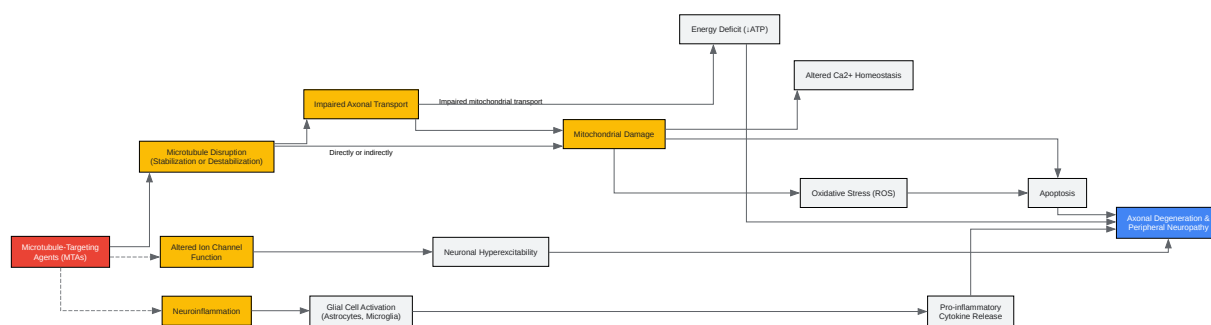 Energy Deficit (↓ATP)
Altered Ca2+ Homeostasis
Impaired Axonal Transport
Impaired mitochondrial transport
Mitochondrial Damage
Microtubule Disruption
(Stabilization or Destabilization)
Directly or indirectly
Oxidative Stress (ROS)
Apoptosis
Axonal Degeneration &
Peripheral Neuropathy
Microtubule-Targeting
Agents (MTAs)
Altered Ion Channel
Function
Neuronal Hyperexcitability
Neuroinflammation
Glial Cell Activation
(Astrocytes, Microglia)
Pro-inflammatory
Cytokine Release